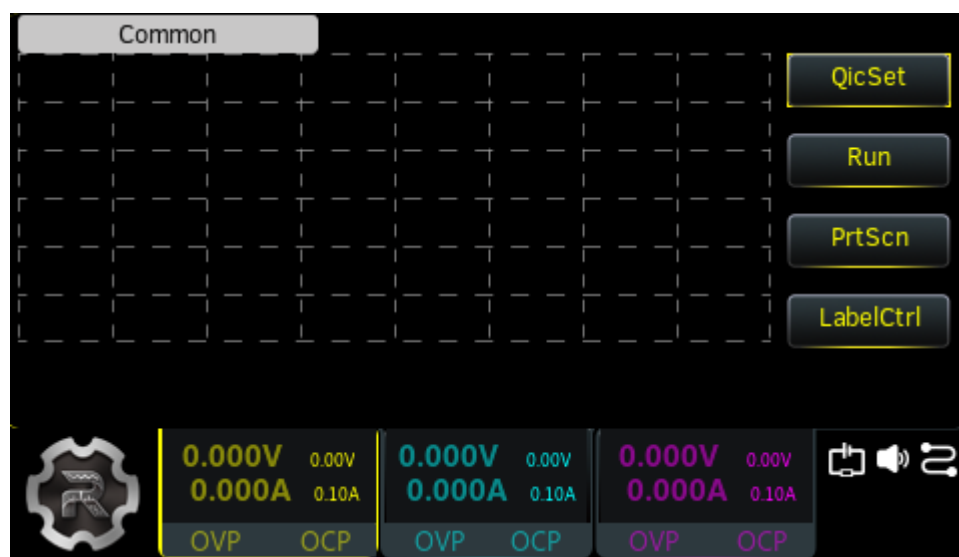 Common
QicSet
Run
PrtScn
LabelCtrl
0.000V 0.00V 0.000V 0.00V 0.000V 0.00V
0.000A 0.10A 0.000A 0.10A 0.000A 0.10A
OVP OCP OVP OCP OVP OCP